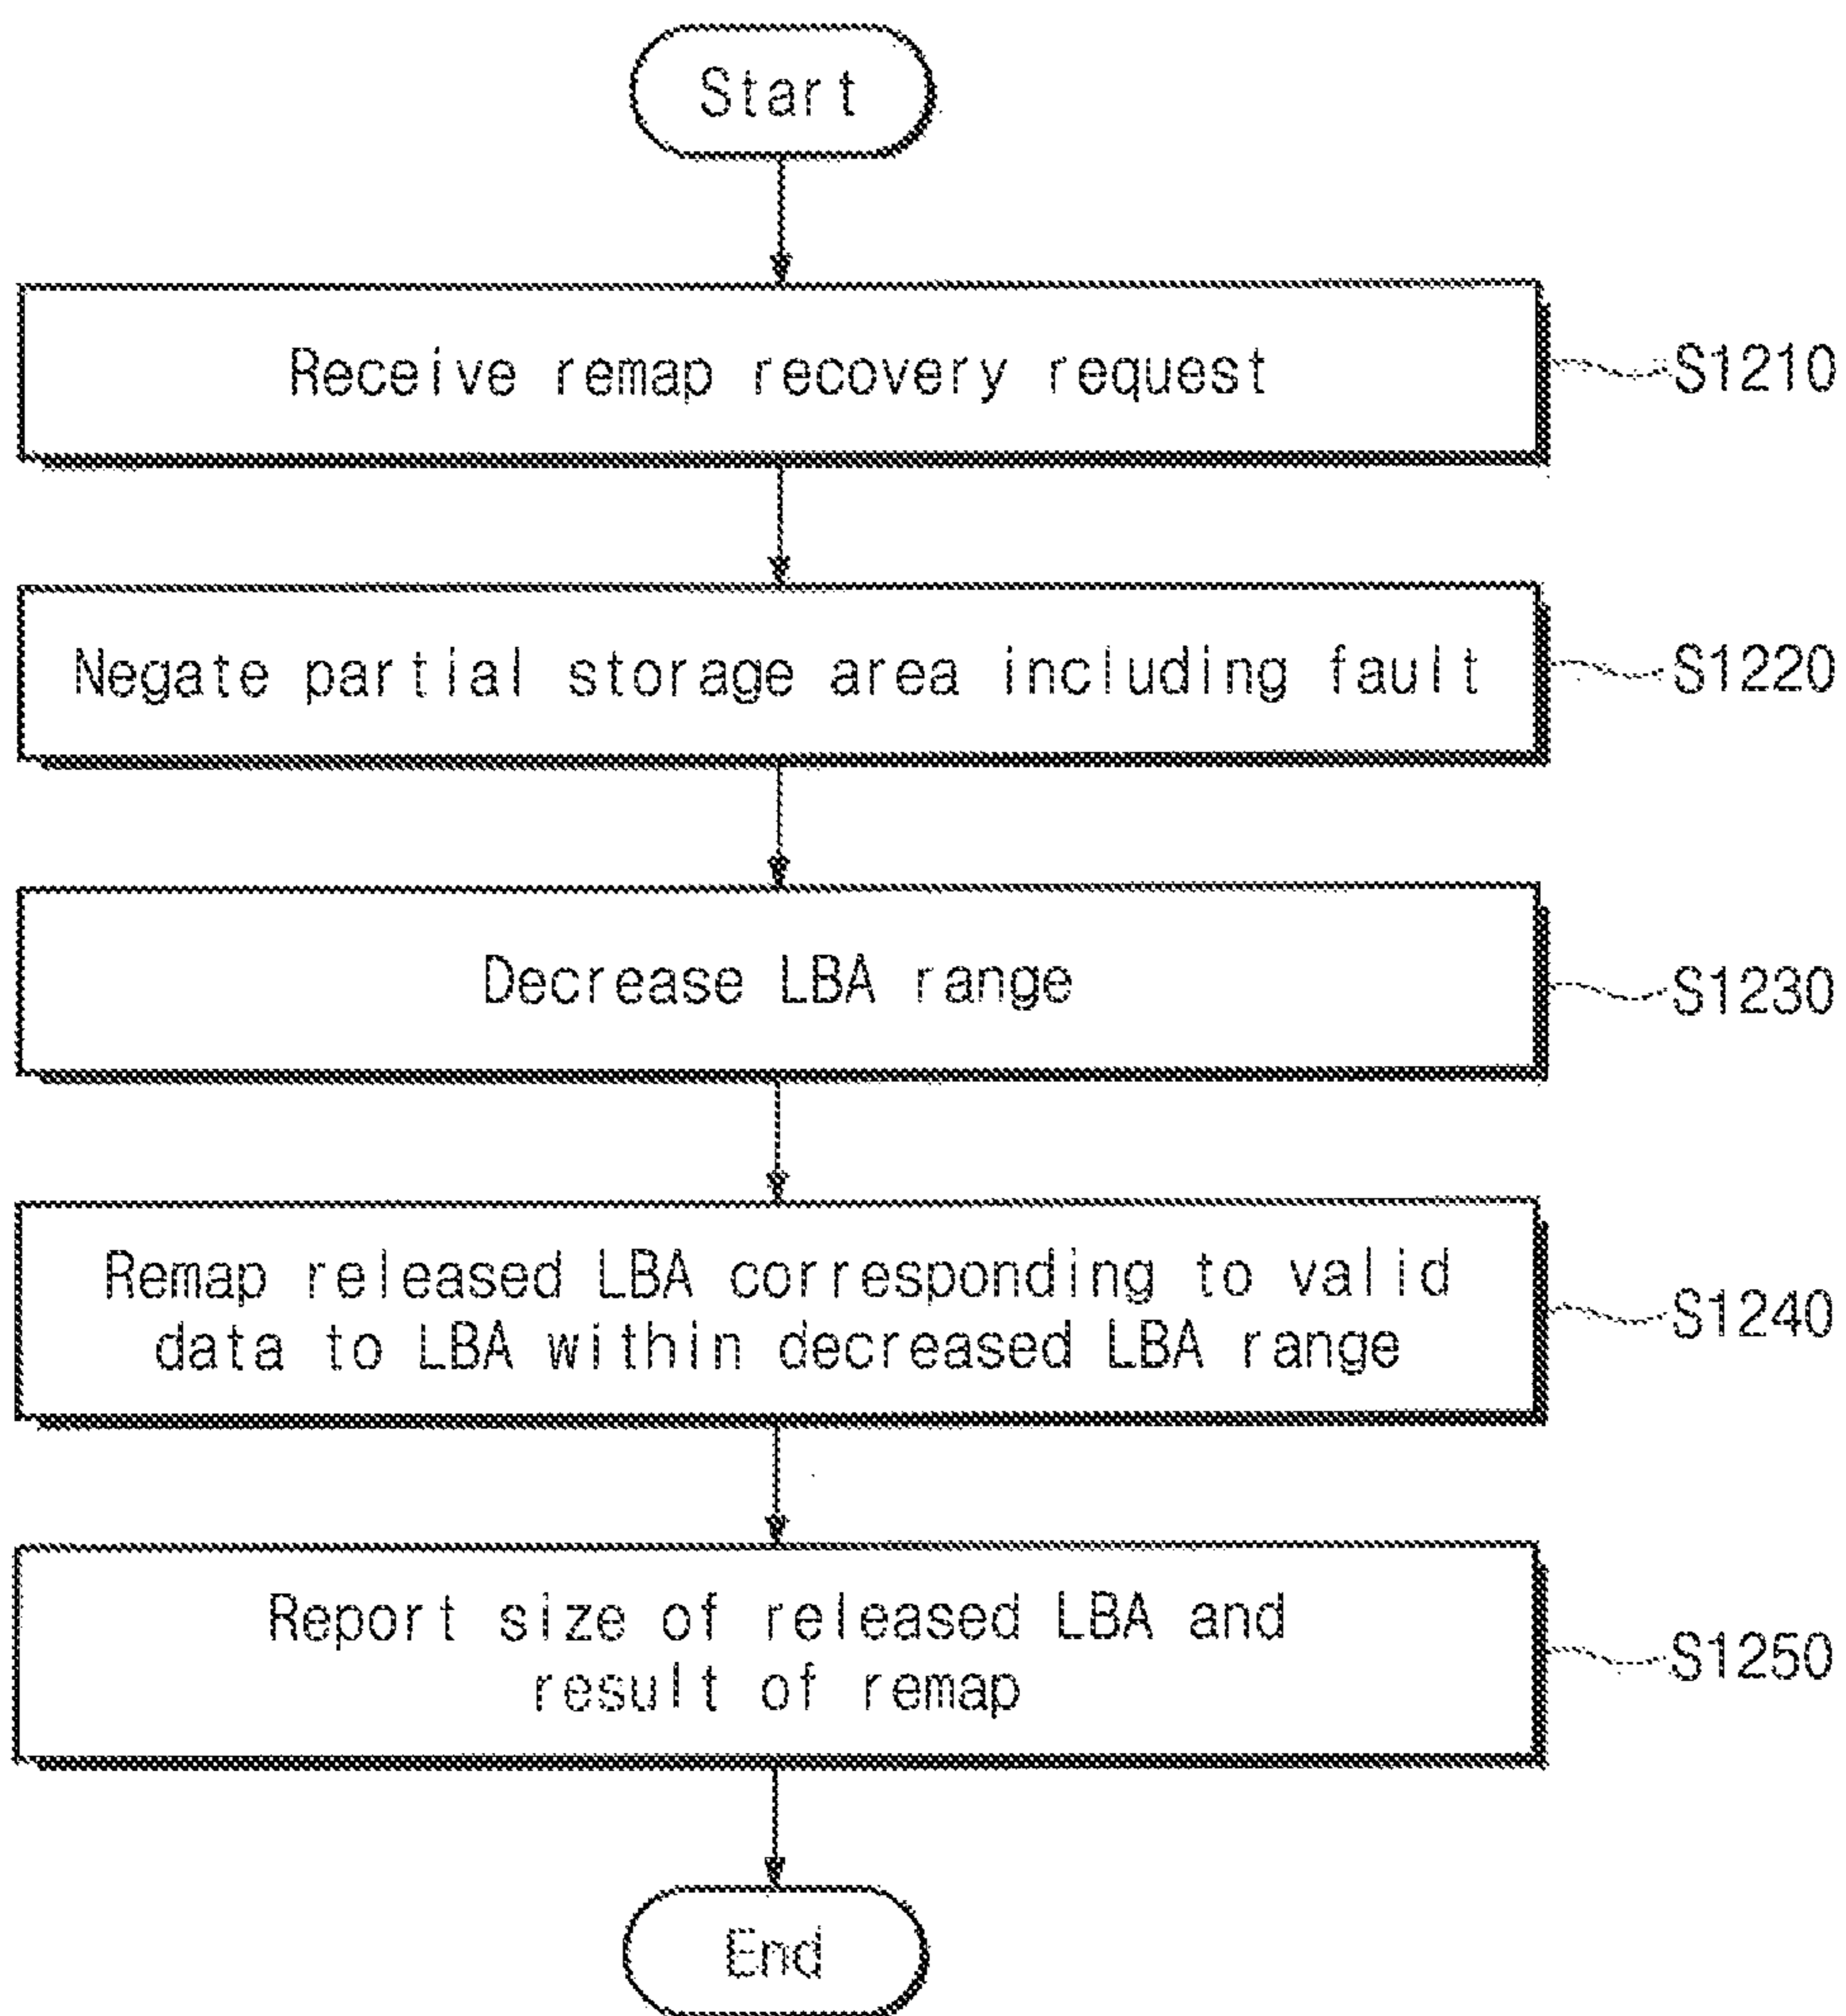 Start
Receive remap recovery request
S1210
Negate partial storage area including fault
S1220
Decrease LBA range
S1230
Remap released LBA corresponding to valid
data to LBA within decreased LBA range
S1240
Report size of released LBA and
result of remap
S1250
End